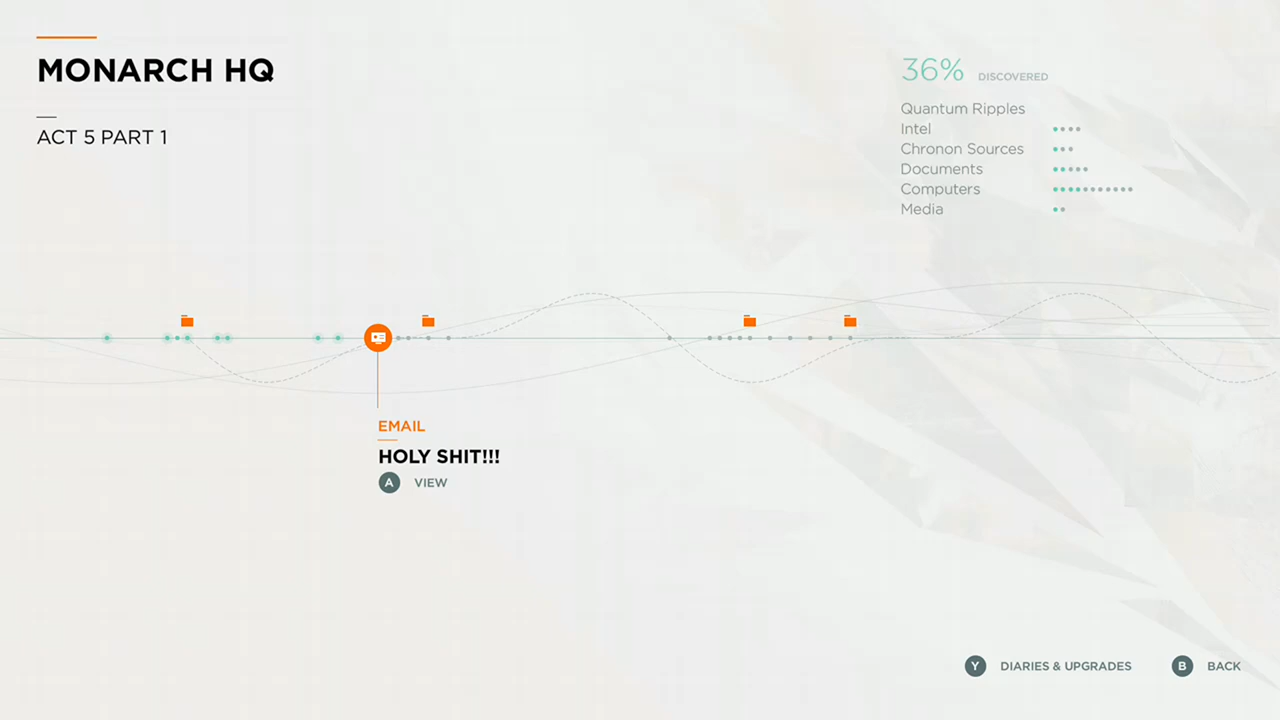 MONARCH HQ
ACT 5 PART 1
36% DISCOVERED
Quantum Ripples
Intel
Chronon Sources
Documents
Computers
Media
EMAIL
HOLY SHIT!!!
A VIEW
Y DIARIES & UPGRADES B BACK